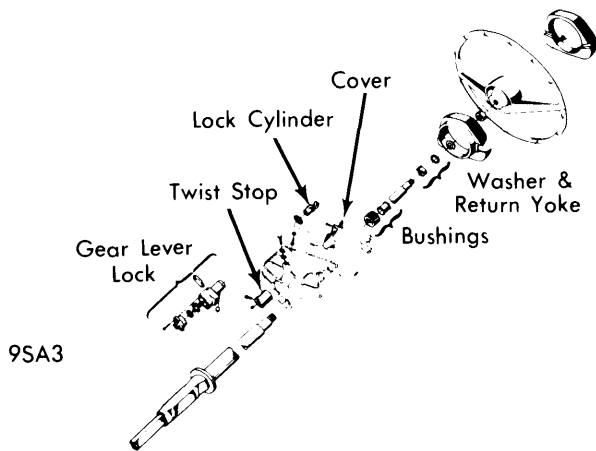 Cover
Lock Cylinder
Twist Stop
Washer &
Return Yoke
Bushings
Gear Lever
Lock
9SA3